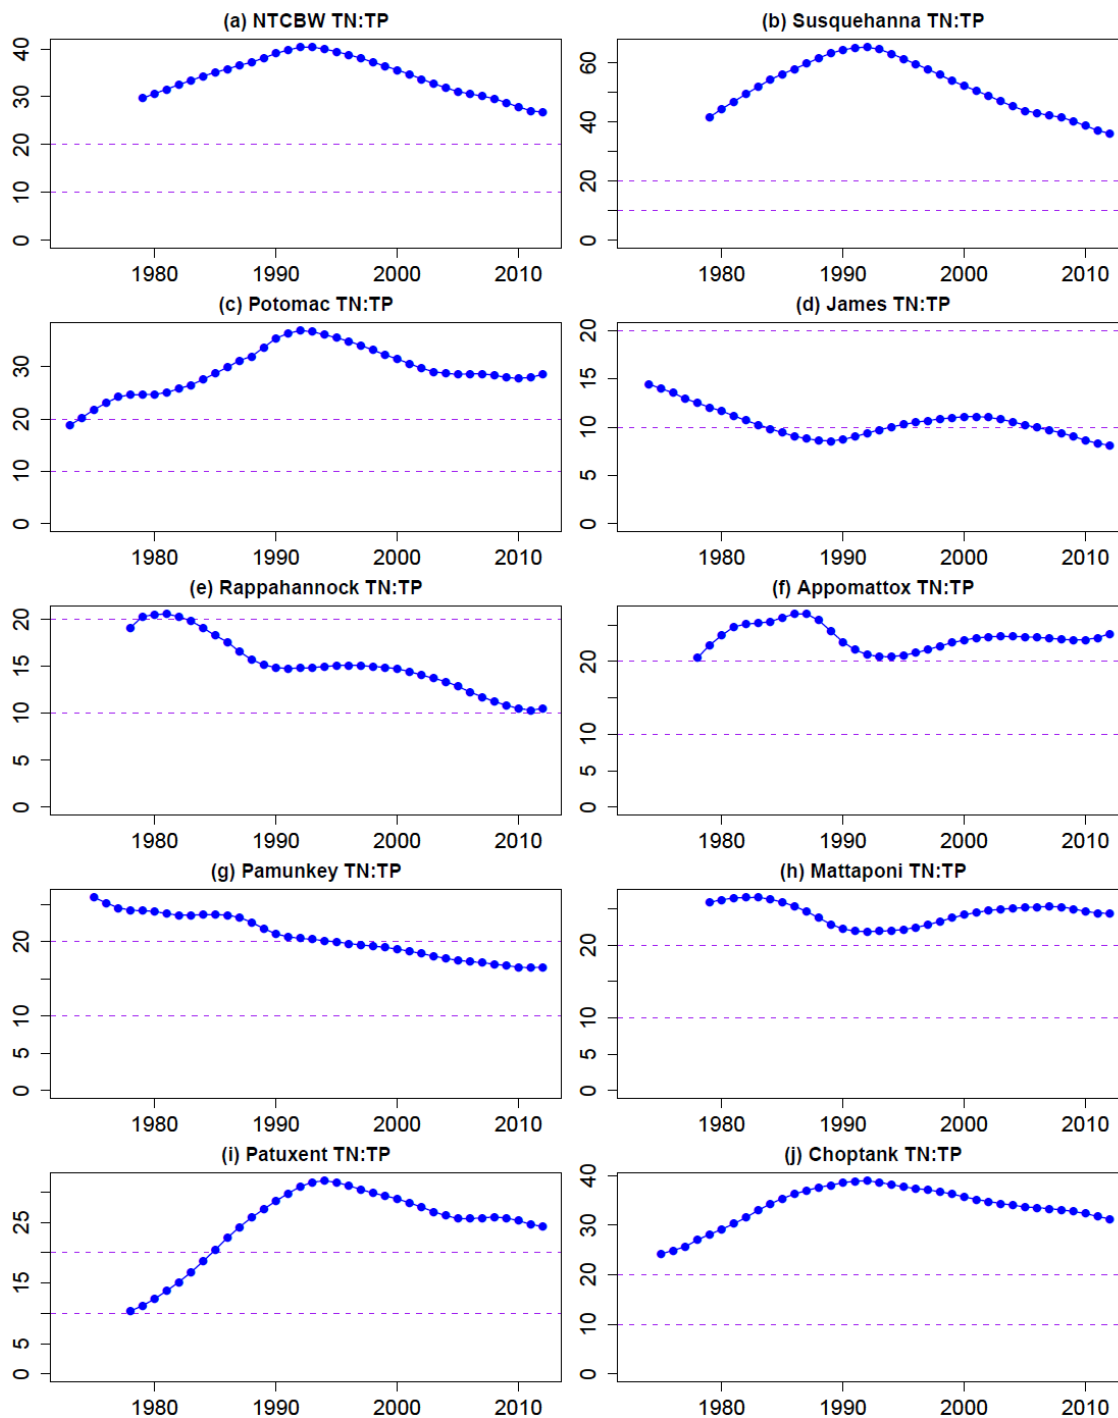 (a) NTCBW TN:TP
(b) Susquehanna TN:TP
40
30
20
10
0
1980 1990 2000 2010
60
40
20
0
1980 1990 2000 2010
(c) Potomac TN:TP
(d) James TN:TP
30
20
10
0
1980 1990 2000 2010
20
15
10
5
0
1980 1990 2000 2010
(e) Rappahannock TN:TP
(f) Appomattox TN:TP
20
15
10
5
0
1980 1990 2000 2010
20
10
5
0
1980 1990 2000 2010
(g) Pamunkey TN:TP
(h) Mattaponi TN:TP
20
10
5
0
1980 1990 2000 2010
20
10
5
0
1980 1990 2000 2010
(i) Patuxent TN:TP
(j) Choptank TN:TP
25
15
5
0
1980 1990 2000 2010
40
30
20
10
0
1980 1990 2000 2010